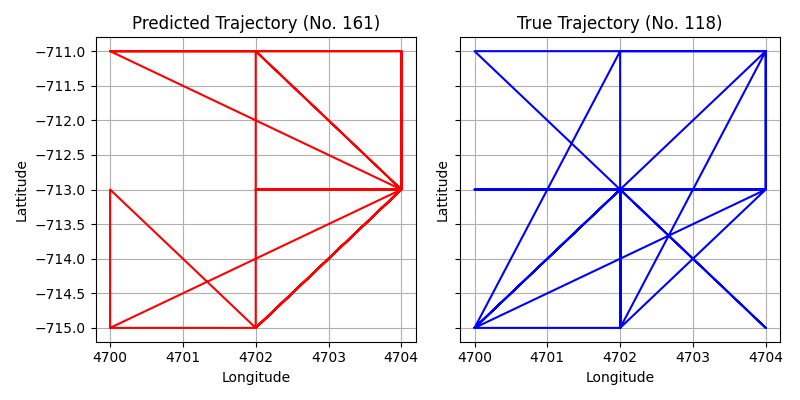 Predicted Trajectory (No. 161)
−711.0
−711.5
−712.0
−712.5
−713.0
−713.5
−714.0
−714.5
−715.0
Lattitude
4700 4701 4702 4703 4704
Longitude
True Trajectory (No. 118)
Lattitude
4700 4701 4702 4703 4704
Longitude